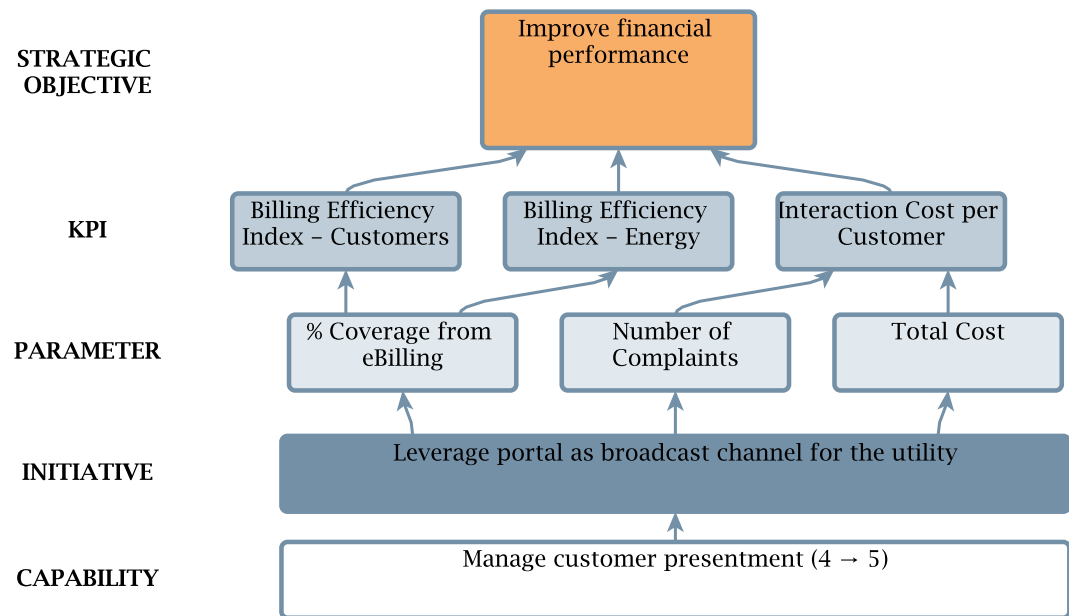 STRATEGIC
OBJECTIVE
Improve financial
performance
KPI
Billing Efficiency
Index – Customers
Billing Efficiency
Index – Energy
Interaction Cost per
Customer
PARAMETER
% Coverage from
eBilling
Number of
Complaints
Total Cost
INITIATIVE
Leverage portal as broadcast channel for the utility
CAPABILITY
Manage customer presentment (4 → 5)